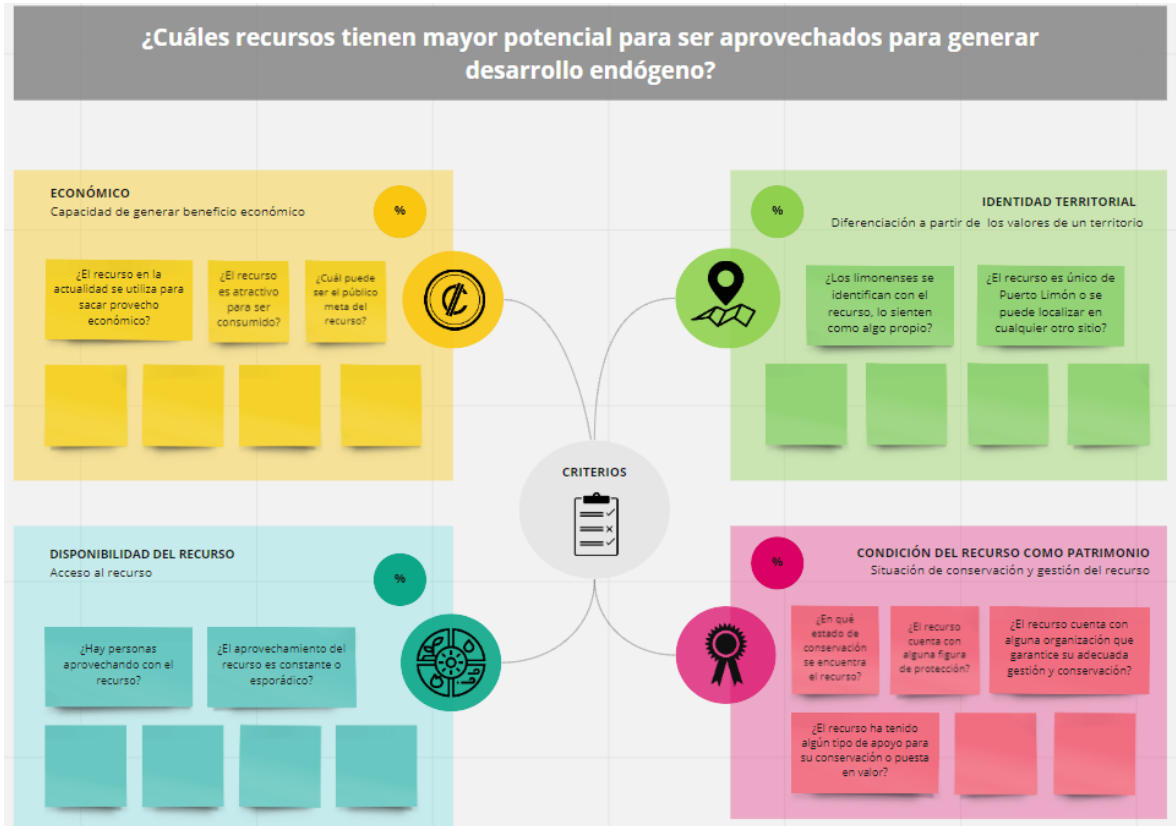 ¿Cuáles recursos tienen mayor potencial para ser aprovechados para generar
desarrollo endógeno?
ECONÓMICO
Capacidad de generar beneficio económico
%
¿El recurso en la
actualidad se utiliza para
sacar provecho
económico?
¿El recurso
es atractivo
para ser
consumido?
¿Cuál puede
ser el público
meta del
recurso?
%
IDENTIDAD TERRITORIAL
Diferenciación a partir de los valores de un territorio
¿Los limonenses se
identifican con el
recurso, lo sienten
como algo propio?
¿El recurso es único de
Puerto Limón o se
puede localizar en
cualquier otro sitio?
CRITERIOS
DISPONIBILIDAD DEL RECURSO
Acceso al recurso
%
¿Hay personas
aprovechando con el
recurso?
¿El aprovechamiento del
recurso es constante o
esporádico?
%
CONDICIÓN DEL RECURSO COMO PATRIMONIO
Situación de conservación y gestión del recurso
¿En qué
estado de
conservación
se encuentra
el recurso?
¿El recurso
cuenta con
alguna figura
de protección?
¿El recurso cuenta con
alguna organización que
garantice su adecuada
gestión y conservación?
¿El recurso ha tenido
algún tipo de apoyo para
su conservación o puesta
en valor?